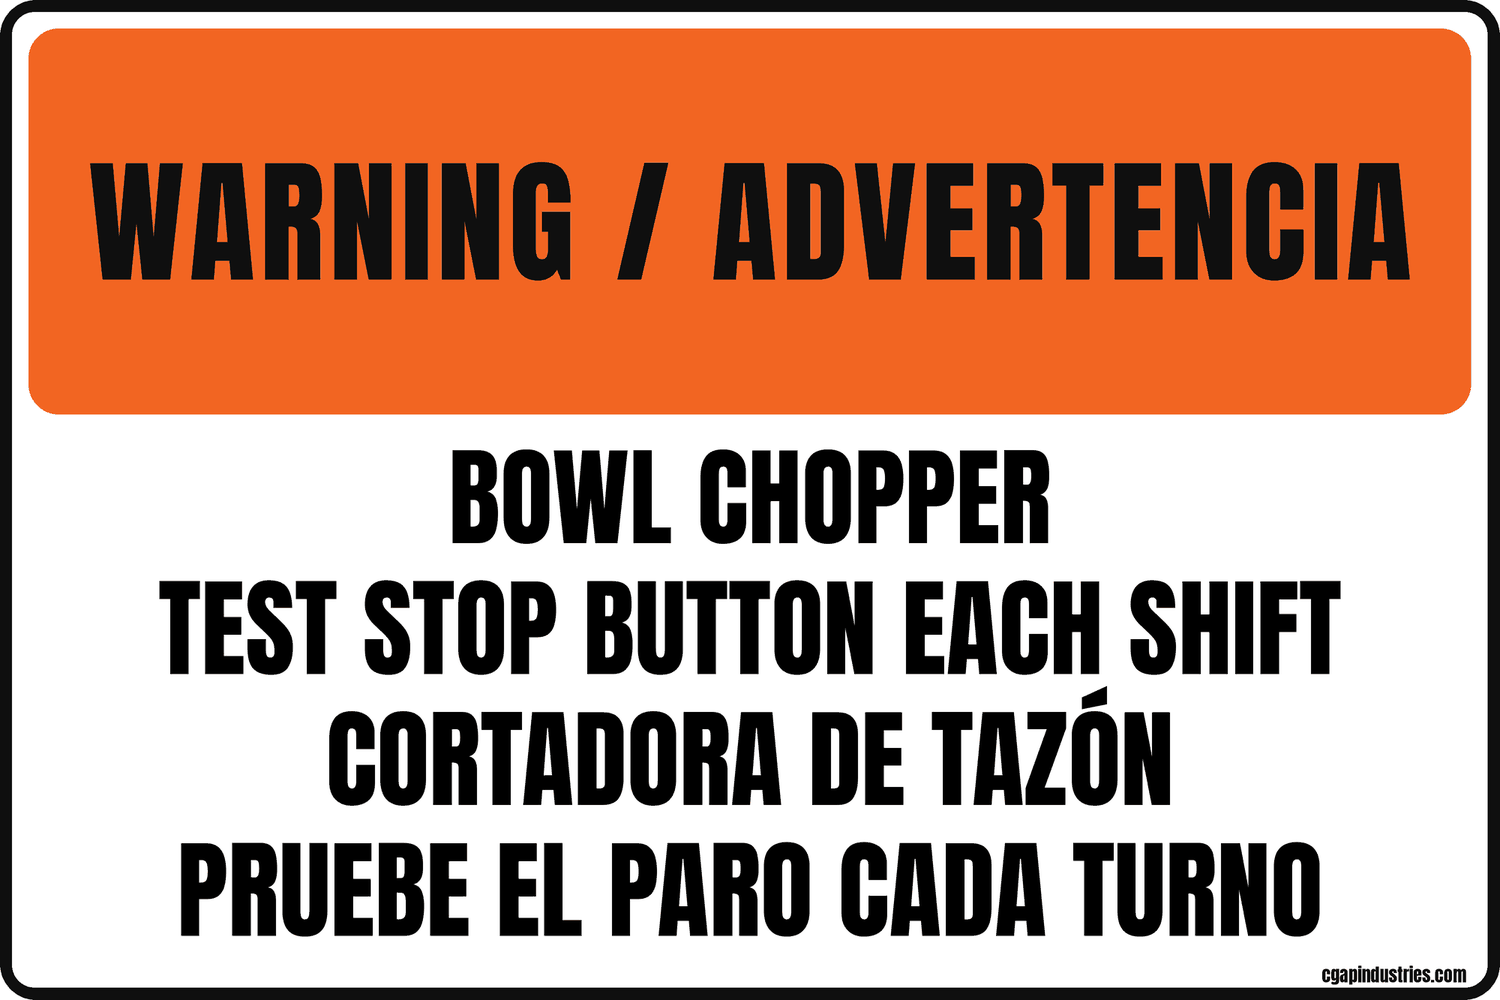 WARNING / ADVERTENCIA
BOWL CHOPPER
TEST STOP BUTTON EACH SHIFT
CORTADORA DE TAZÓN
PRUEBE EL PARO CADA TURNO
cgapindustries.com